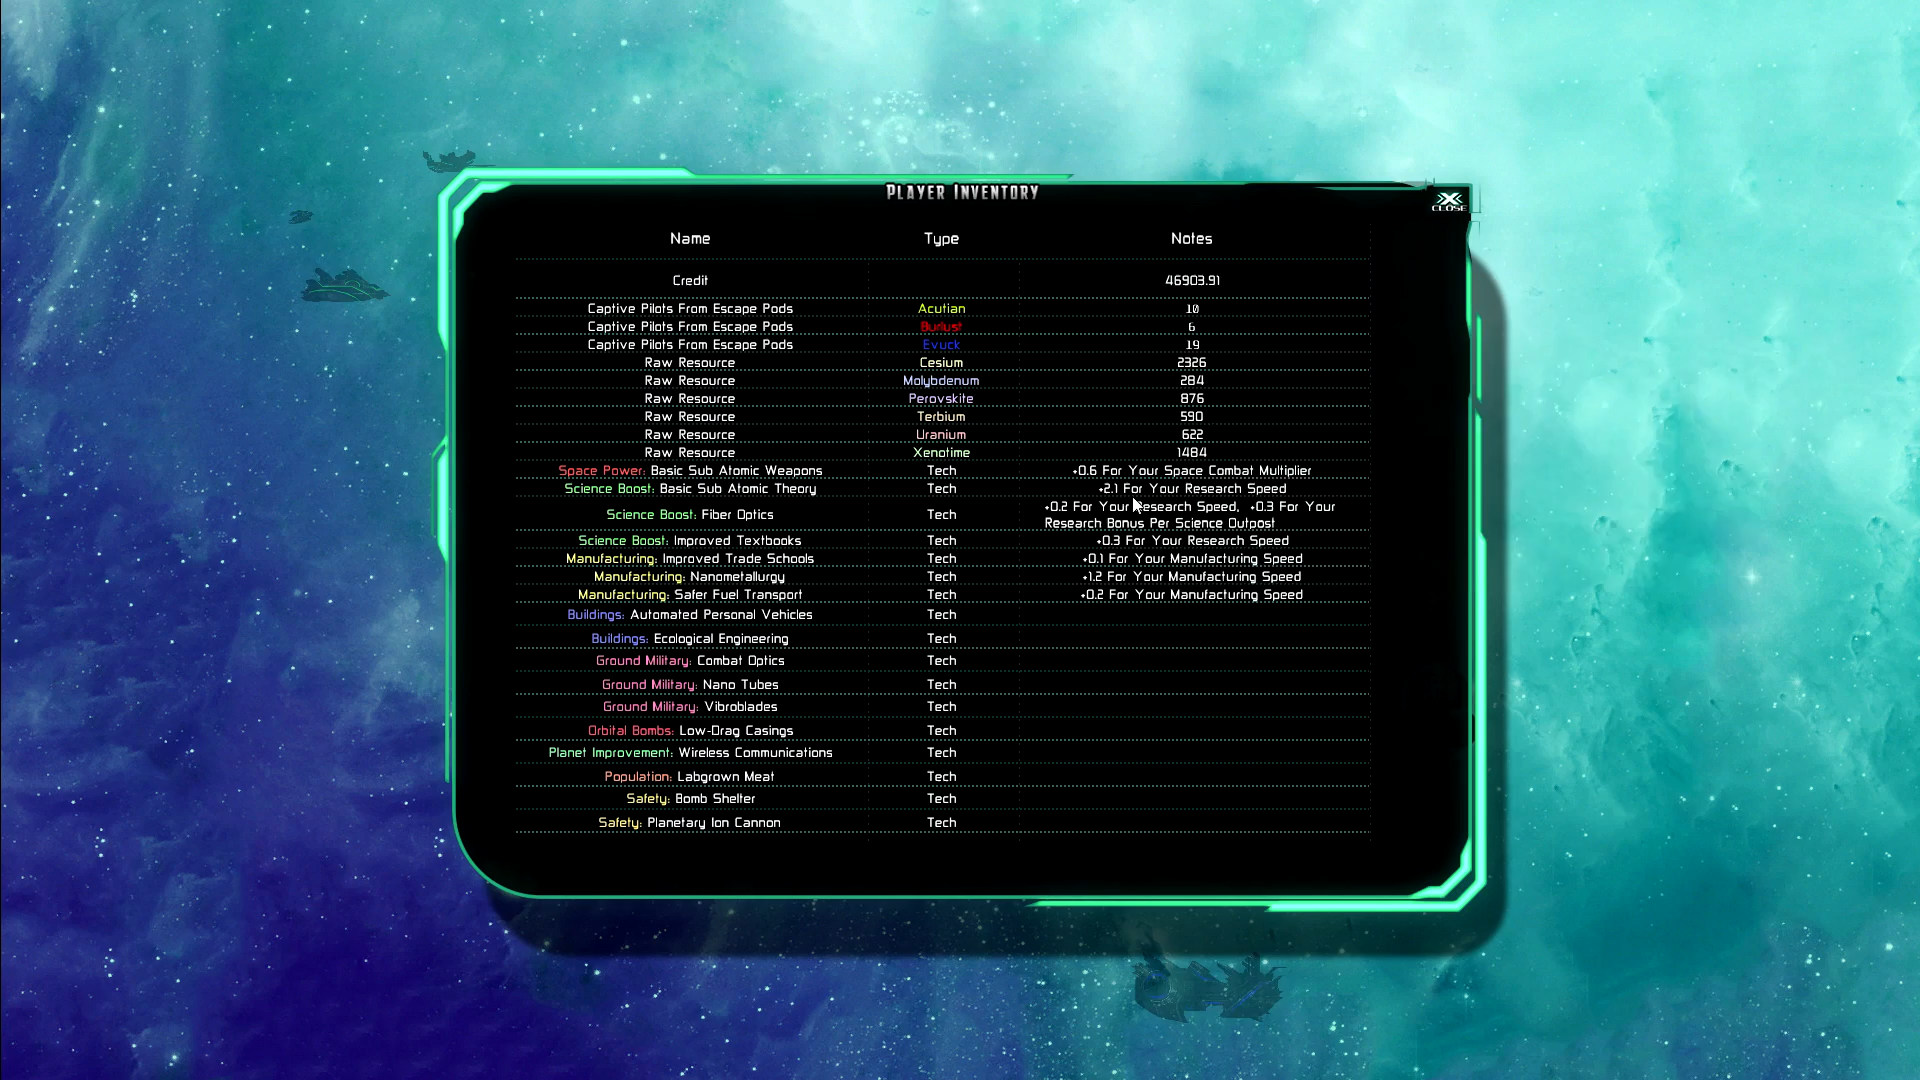 Player Inventory
CLOSE
Name Type Notes
Credit 46903.91
Captive Pilots From Escape Pods Acutian 10
Captive Pilots From Escape Pods Burlust 6
Captive Pilots From Escape Pods Evuck 19
Raw Resource Cesium 2326
Raw Resource Molybdenum 284
Raw Resource Perovskite 876
Raw Resource Terbium 590
Raw Resource Uranium 622
Raw Resource Xenotime 1484
Space Power: Basic Sub Atomic Weapons Tech +0.6 For Your Space Combat Multiplier
Science Boost: Basic Sub Atomic Theory Tech +2.1 For Your Research Speed
Science Boost: Fiber Optics Tech +0.2 For Your Research Speed, +0.3 For Your
Research Bonus Per Science Outpost
Science Boost: Improved Textbooks Tech +0.3 For Your Research Speed
Manufacturing: Improved Trade Schools Tech +0.1 For Your Manufacturing Speed
Manufacturing: Nanometallurgy Tech +1.2 For Your Manufacturing Speed
Manufacturing: Safer Fuel Transport Tech +0.2 For Your Manufacturing Speed
Buildings: Automated Personal Vehicles Tech
Buildings: Ecological Engineering Tech
Ground Military: Combat Optics Tech
Ground Military: Nano Tubes Tech
Ground Military: Vibroblades Tech
Orbital Bombs: Low-Drag Casings Tech
Planet Improvement: Wireless Communications Tech
Population: Labgrown Meat Tech
Safety: Bomb Shelter Tech
Safety: Planetary Ion Cannon Tech